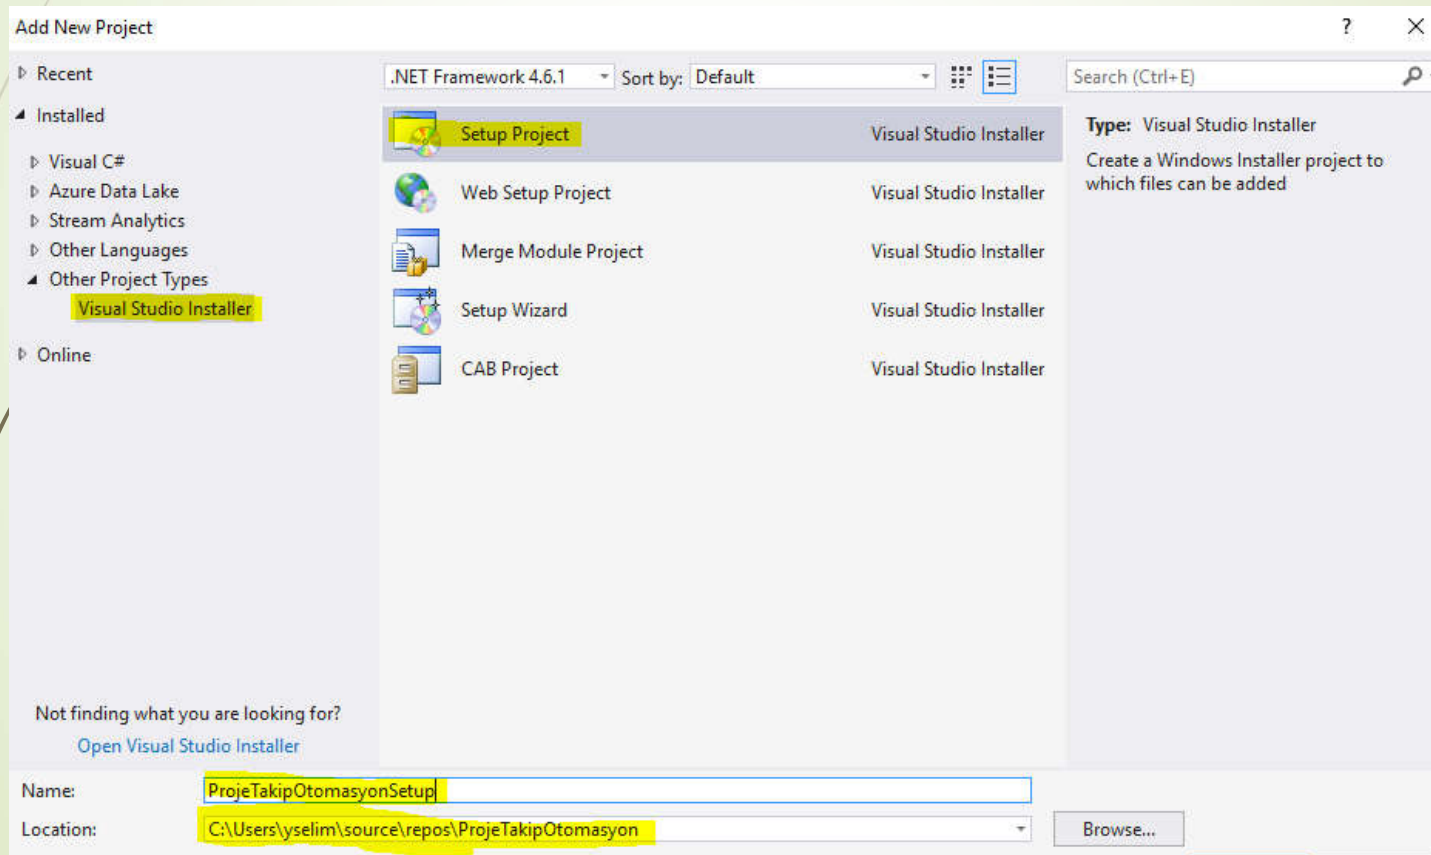 Add New Project
?
Recent
Installed
Visual C#
Azure Data Lake
Stream Analytics
Other Languages
Other Project Types
Visual Studio Installer
Online
Not finding what you are looking for?
Open Visual Studio Installer
.NET Framework 4.6.1
Sort by: Default
Setup Project Visual Studio Installer
Web Setup Project Visual Studio Installer
Merge Module Project Visual Studio Installer
Setup Wizard Visual Studio Installer
CAB Project Visual Studio Installer
Search (Ctrl+E)
Type: Visual Studio Installer
Create a Windows Installer project to
which files can be added
Name: ProjeTakipOtomasyonSetup
Location: C:\Users\yselim\source\repos\ProjeTakipOtomasyon
Browse...